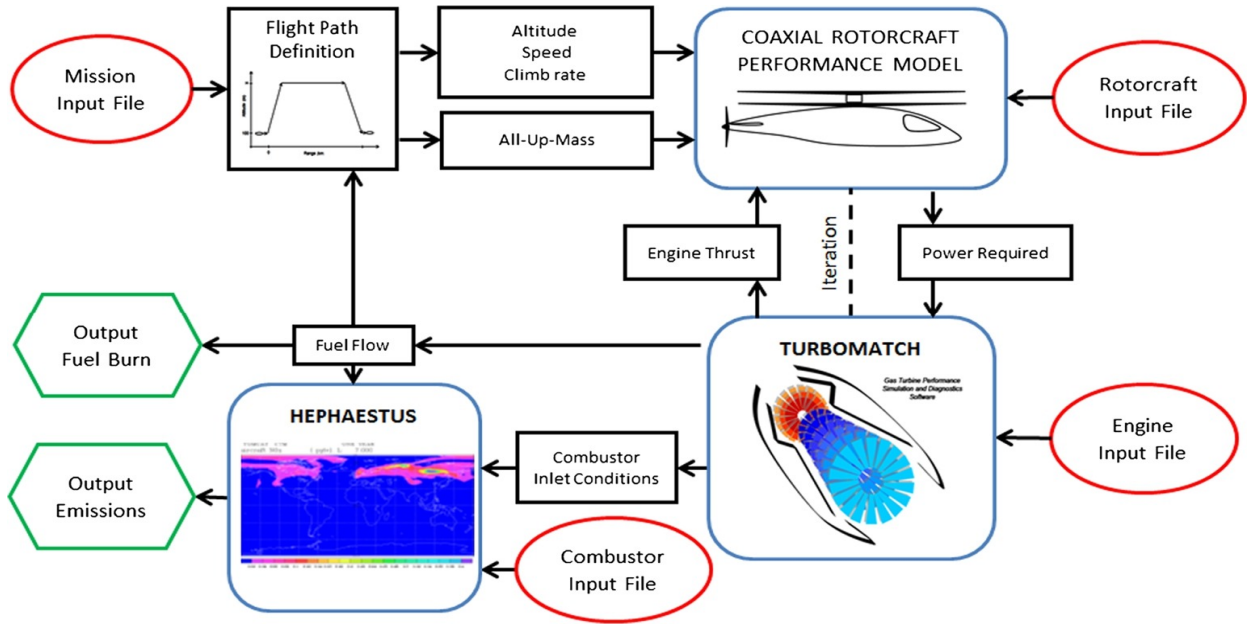 Mission
Input File
Flight Path
Definition
Altitude
Speed
Climb rate
All-Up-Mass
COAXIAL ROTORCRAFT
PERFORMANCE MODEL
Rotorcraft
Input File
Engine Thrust
Iteration
Power Required
Output
Fuel Burn
Fuel Flow
TURBOMATCH
Gas Turbine Performance
Simulation and Diagnostics
Software
Engine
Input File
HEPHAESTUS
Output
Emissions
Combustor
Inlet Conditions
Combustor
Input File